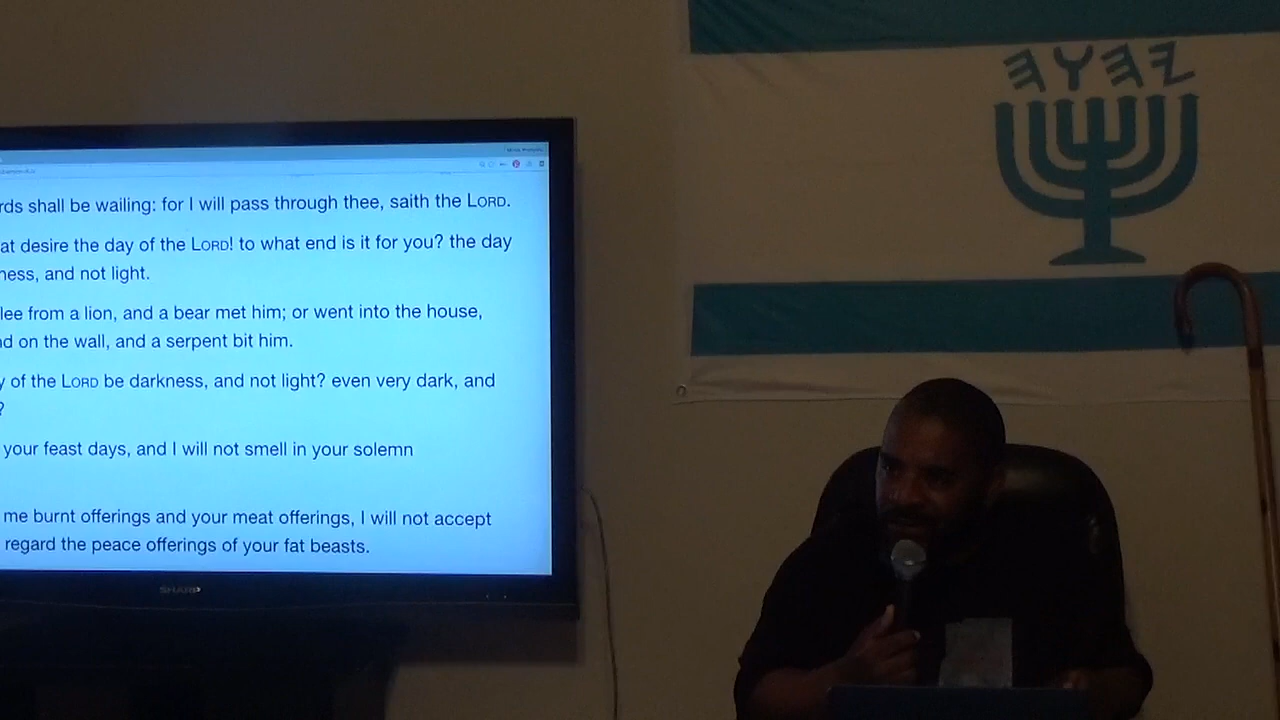 rds shall be wailing: for I will pass through thee, saith the LORD.
at desire the day of the LORD! to what end is it for you? the day
ness, and not light.
lee from a lion, and a bear met him; or went into the house,
nd on the wall, and a serpent bit him.
y of the LORD be darkness, and not light? even very dark, and
?
your feast days, and I will not smell in your solemn
me burnt offerings and your meat offerings, I will not accept
regard the peace offerings of your fat beasts.
SHARP
𐤉𐤄𐤅𐤄